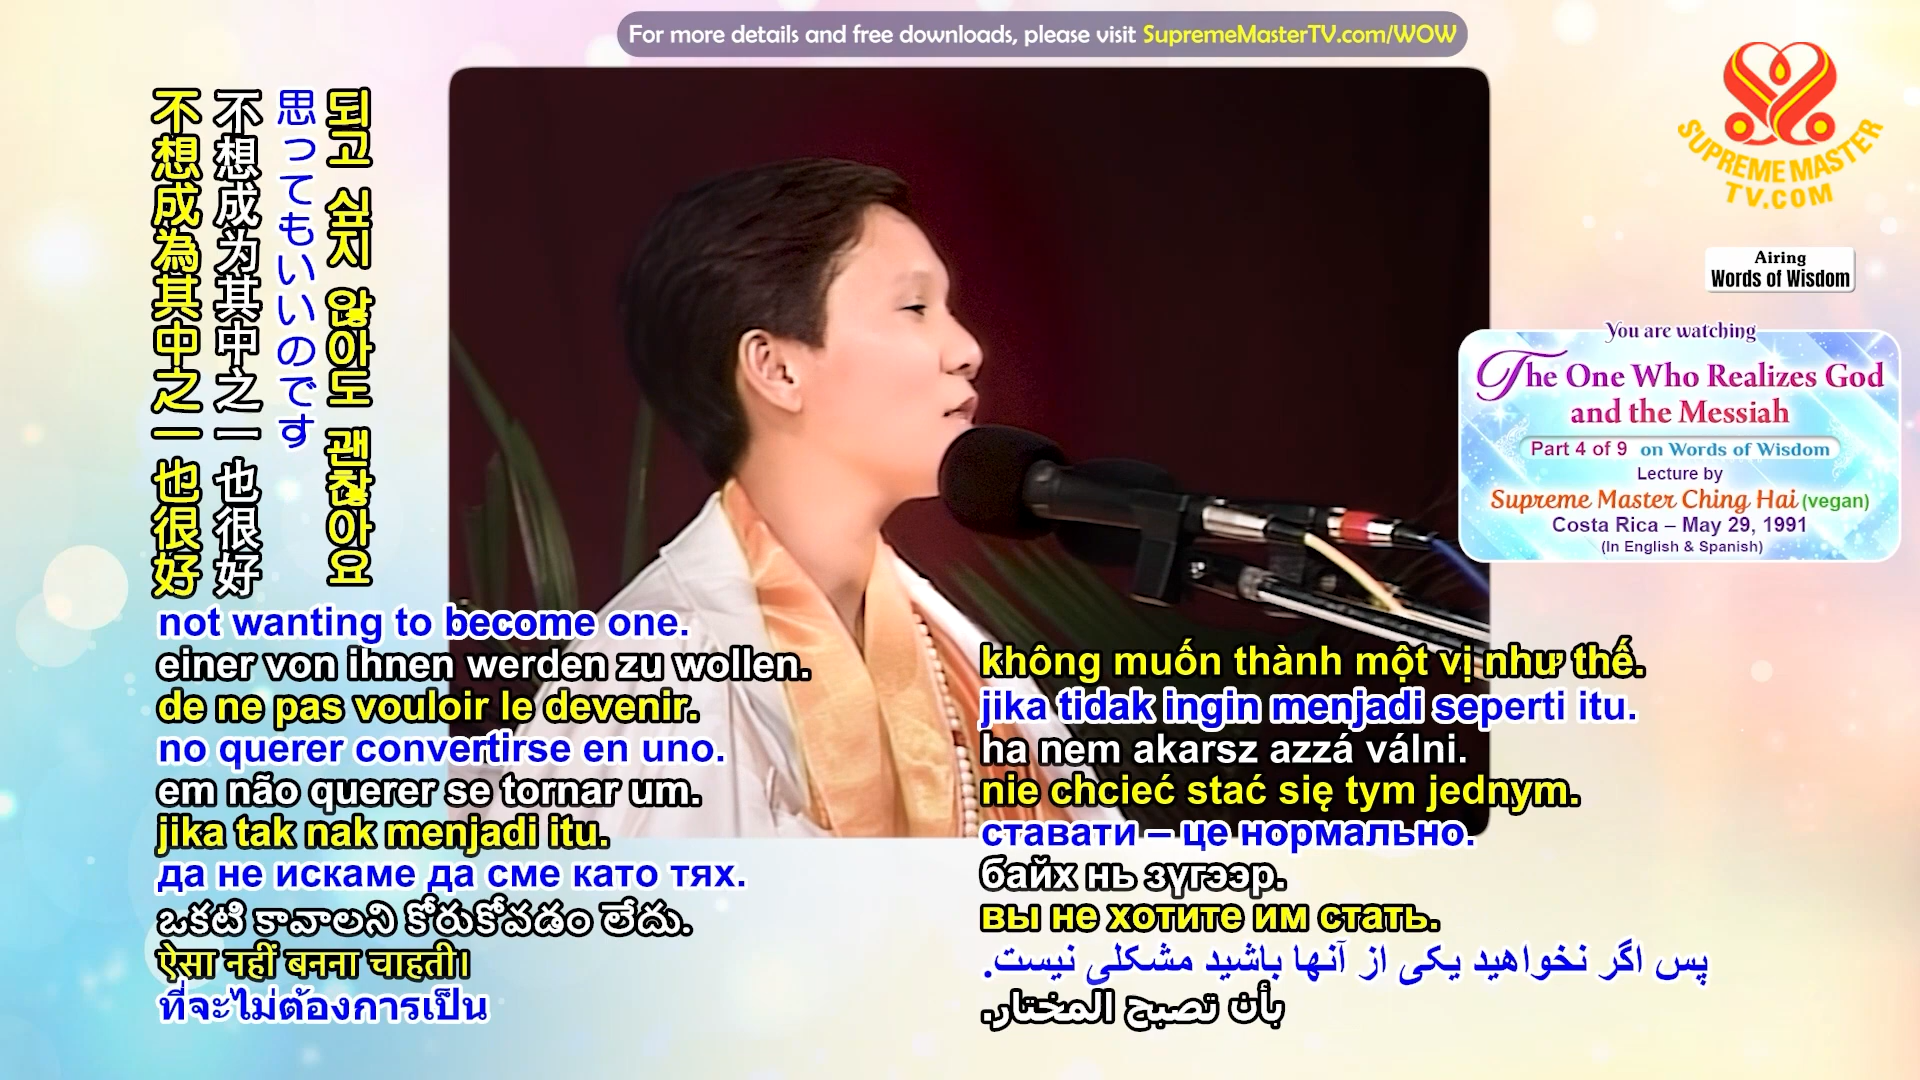 For more details and free downloads, please visit SupremeMasterTV.com/WOW
SUPREME MASTER
TV.COM
Airing
Words of Wisdom
You are watching
The One Who Realizes God
and the Messiah
Part 4 of 9 on Words of Wisdom
Lecture by
Supreme Master Ching Hai (vegan)
Costa Rica – May 29, 1991
(In English & Spanish)
不想成為其中之一也很好
不想成为其中之一也很好
思ってもいいのです
되고 싶지 않아도 괜찮아요
not wanting to become one.
einer von ihnen werden zu wollen.
de ne pas vouloir le devenir.
no querer convertirse en uno.
em não querer se tornar um.
jika tak nak menjadi itu.
да не искаме да сме като тях.
ఒకటి కావాలని కోరుకోవడం లేదు.
ऐसा नहीं बनना चाहती।
ที่จะไม่ต้องการเป็น
không muốn thành một vị như thế.
jika tidak ingin menjadi seperti itu.
ha nem akarsz azzá válni.
nie chcieć stać się tym jednym.
ставати – це нормально.
байх нь зүгээр.
вы не хотите им стать.
پس اگر نخواهید یکی از آنها باشید مشکلی نیست.
بأن تصبح المختار.